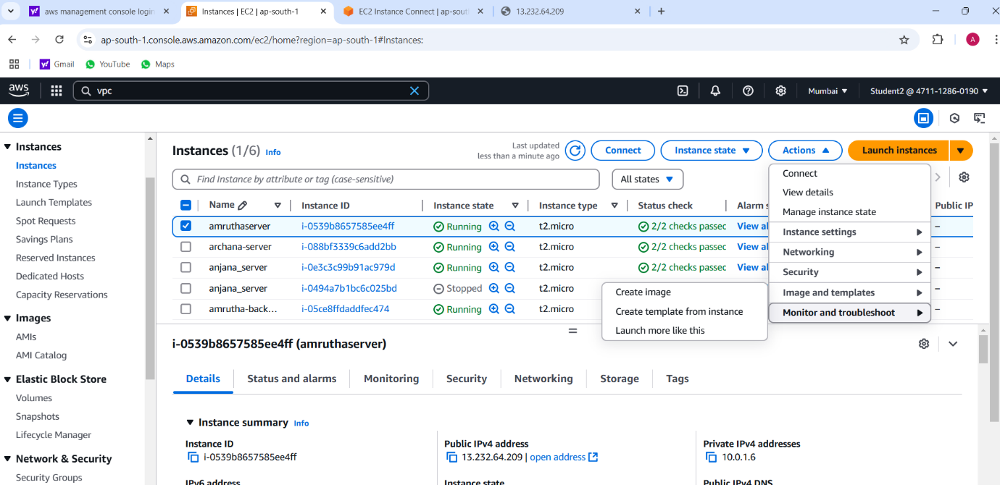 aws management console login
Instances | EC2 | ap-south-1
EC2 Instance Connect | ap-sout
13.232.64.209
ap-south-1.console.aws.amazon.com/ec2/home?region=ap-south-1#Instances:
A
Gmail
YouTube
Maps
aws
vpc
Mumbai
Student2 @ 4711-1286-0190
Instances
Instances
Instance Types
Launch Templates
Spot Requests
Savings Plans
Reserved Instances
Dedicated Hosts
Capacity Reservations
Images
AMIs
AMI Catalog
Elastic Block Store
Volumes
Snapshots
Lifecycle Manager
Network & Security
Security Groups
Instances (1/6) Info
Last updated
less than a minute ago
Connect
Instance state
Actions
Launch instances
Find Instance by attribute or tag (case-sensitive)
All states
Name Instance ID Instance state Instance type Status check Alarm s Public IP
amruthaserver i-0539b8657585ee4ff Running t2.micro 2/2 checks passec View al –
archana-server i-088bf3339c6add2bb Running t2.micro 2/2 checks passec View al –
anjana_server i-0e3c3c99b91ac979d Running t2.micro 2/2 checks passec View al –
anjana_server i-0494a7b1bc6c025bd Stopped t2.micro –
amrutha-back... i-05ce8ffdaddfec474 Running t2.micro –
Connect
View details
Manage instance state
Instance settings
Networking
Security
Image and templates
Monitor and troubleshoot
Create image
Create template from instance
Launch more like this
i-0539b8657585ee4ff (amruthaserver)
Details
Status and alarms
Monitoring
Security
Networking
Storage
Tags
Instance summary Info
Instance ID
i-0539b8657585ee4ff
Public IPv4 address
13.232.64.209 | open address
Private IPv4 addresses
10.0.1.6
IPv6 address
Instance state
Public IPv4 DNS